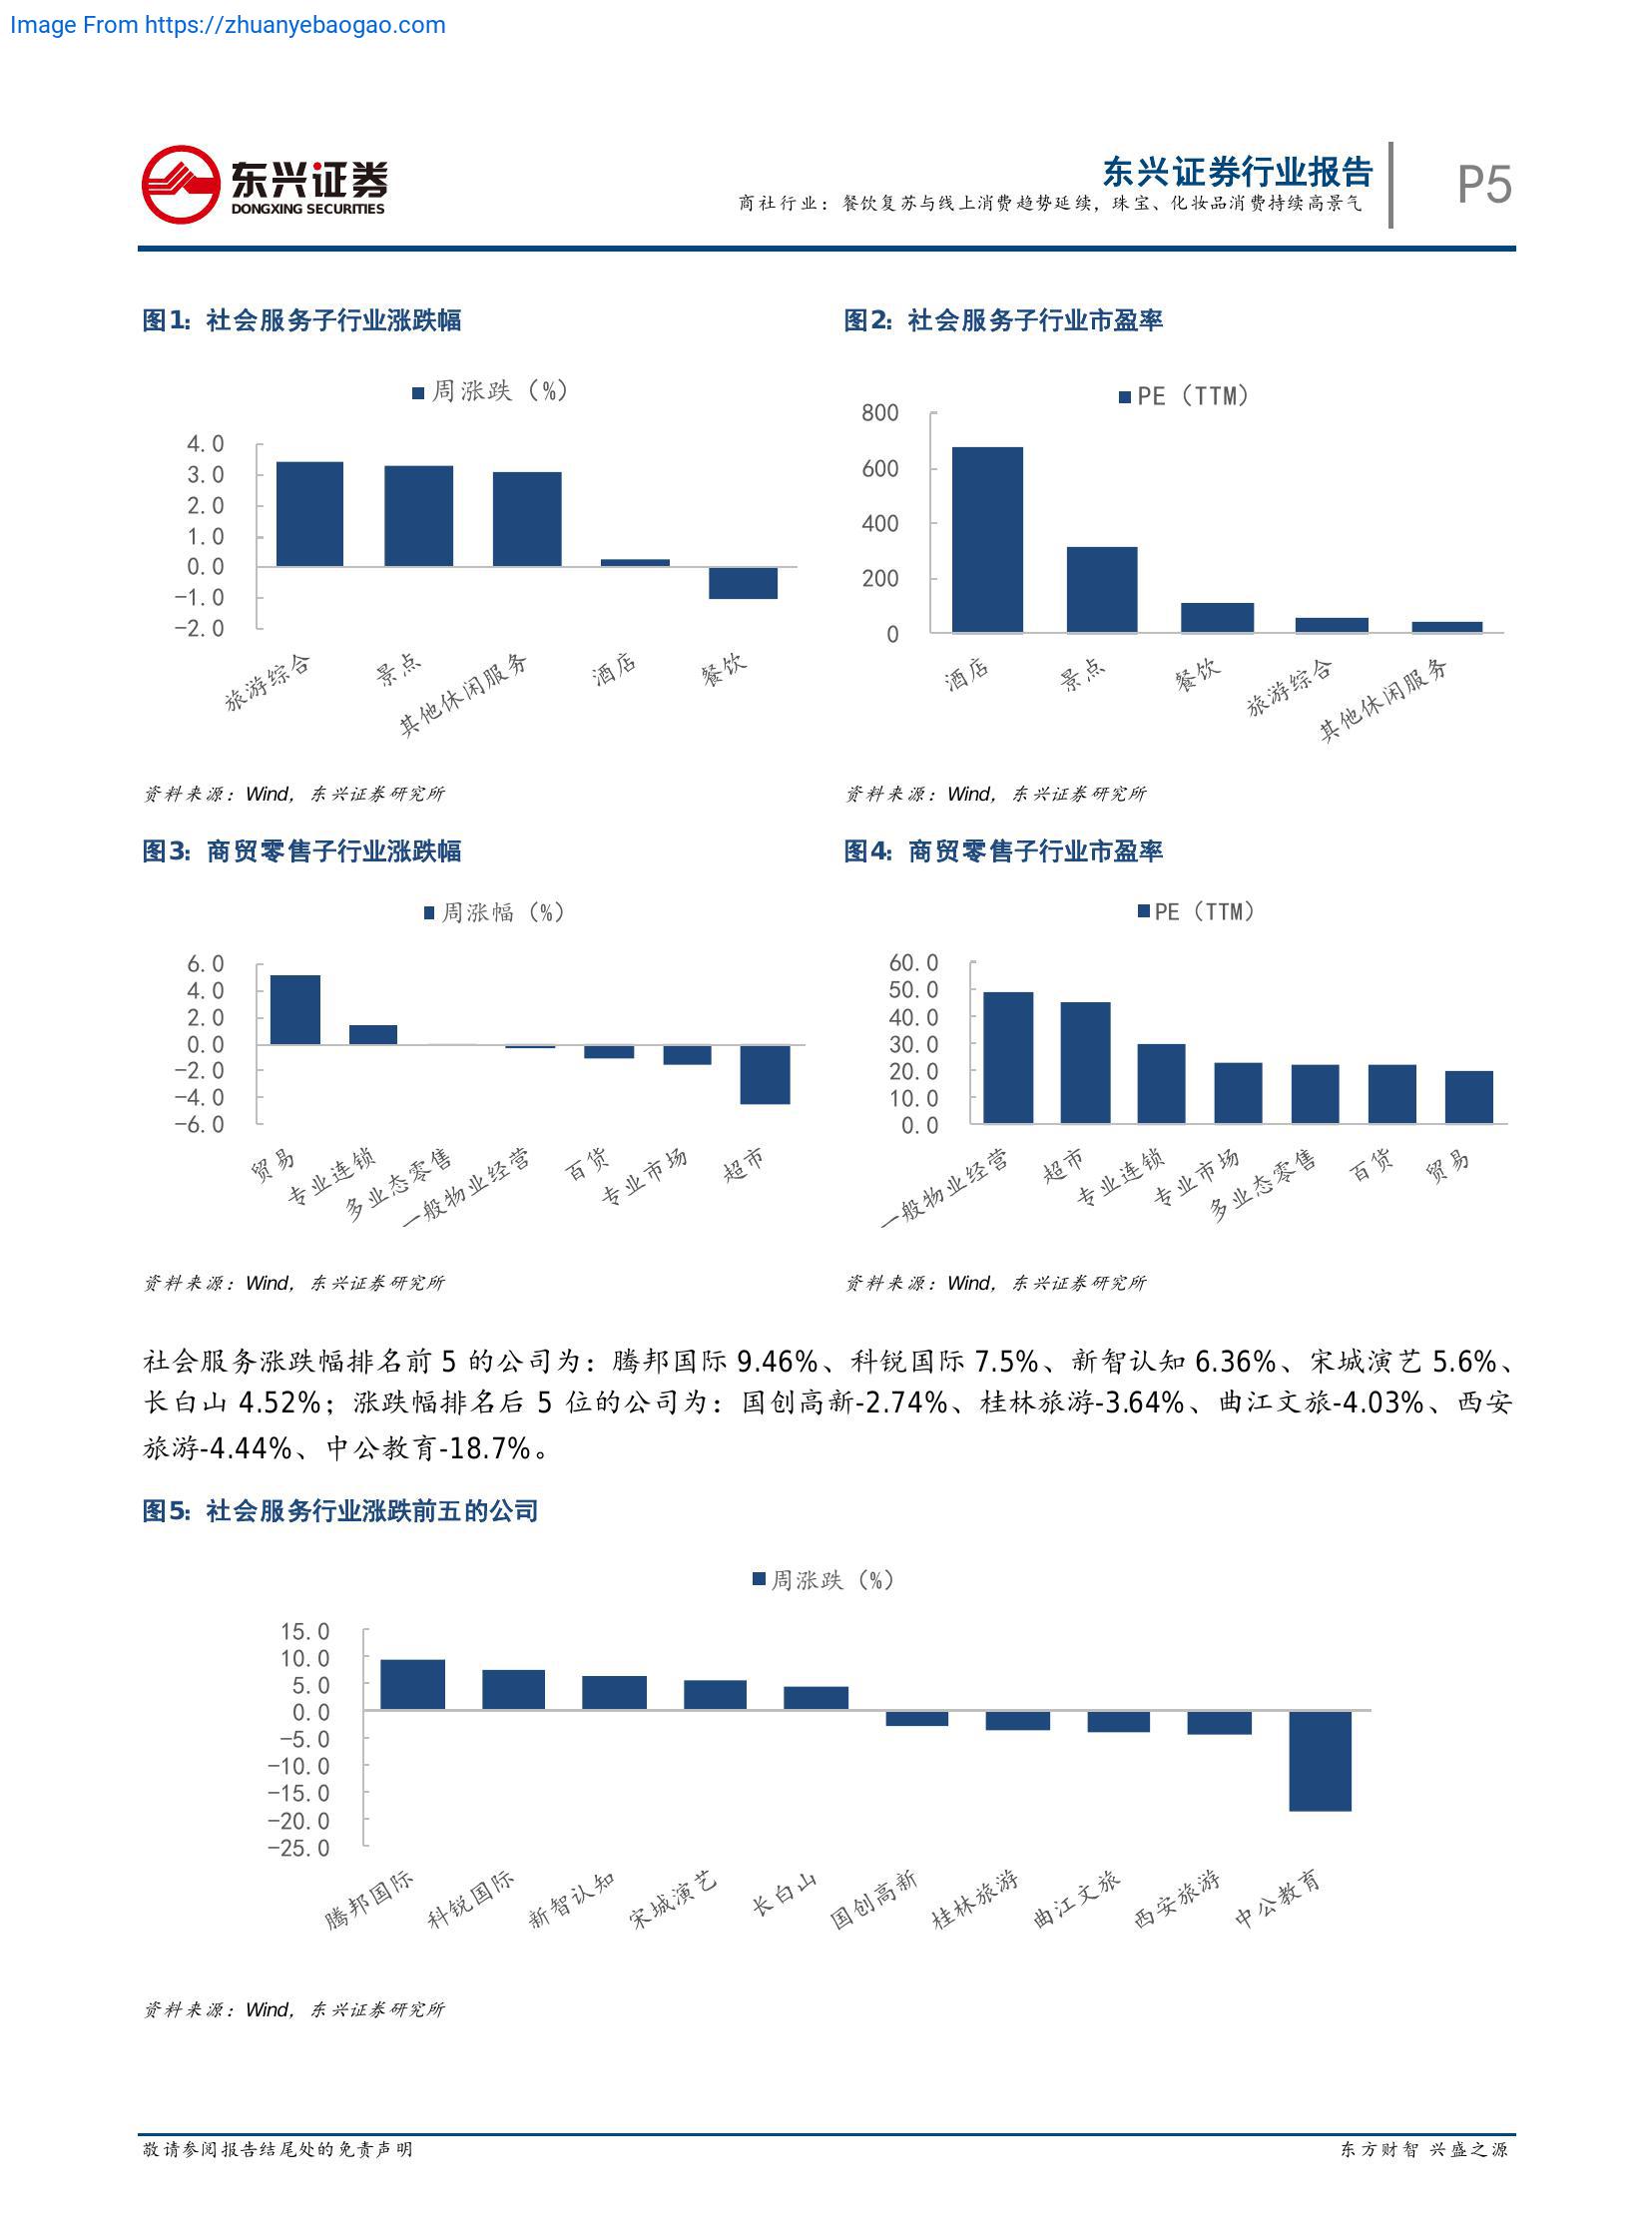 Image From https://zhuanyebaogao.com
东兴证券
DONGXING SECURITIES
东兴证券行业报告
商社行业：餐饮复苏与线上消费趋势延续，珠宝、化妆品消费持续高景气
P5
图1：社会服务子行业涨跌幅
周涨跌（%）
4.0
3.0
2.0
1.0
0.0
-1.0
-2.0
旅游综合
景点
其他休闲服务
酒店
餐饮
资料来源：Wind，东兴证券研究所
图2：社会服务子行业市盈率
PE（TTM）
800
600
400
200
0
酒店
景点
餐饮
旅游综合
其他休闲服务
资料来源：Wind，东兴证券研究所
图3：商贸零售子行业涨跌幅
周涨幅（%）
6.0
4.0
2.0
0.0
-2.0
-4.0
-6.0
贸易
专业连锁
多业态零售
一般物业经营
百货
专业市场
超市
资料来源：Wind，东兴证券研究所
图4：商贸零售子行业市盈率
PE（TTM）
60.0
50.0
40.0
30.0
20.0
10.0
0.0
一般物业经营
超市
专业连锁
专业市场
多业态零售
百货
贸易
资料来源：Wind，东兴证券研究所
社会服务涨跌幅排名前 5 的公司为：腾邦国际 9.46%、科锐国际 7.5%、新智认知 6.36%、宋城演艺 5.6%、
长白山 4.52%；涨跌幅排名后 5 位的公司为：国创高新-2.74%、桂林旅游-3.64%、曲江文旅-4.03%、西安
旅游-4.44%、中公教育-18.7%。
图5：社会服务行业涨跌前五的公司
周涨跌（%）
15.0
10.0
5.0
0.0
-5.0
-10.0
-15.0
-20.0
-25.0
腾邦国际
科锐国际
新智认知
宋城演艺
长白山
国创高新
桂林旅游
曲江文旅
西安旅游
中公教育
资料来源：Wind，东兴证券研究所
敬请参阅报告结尾处的免责声明
东方财智 兴盛之源